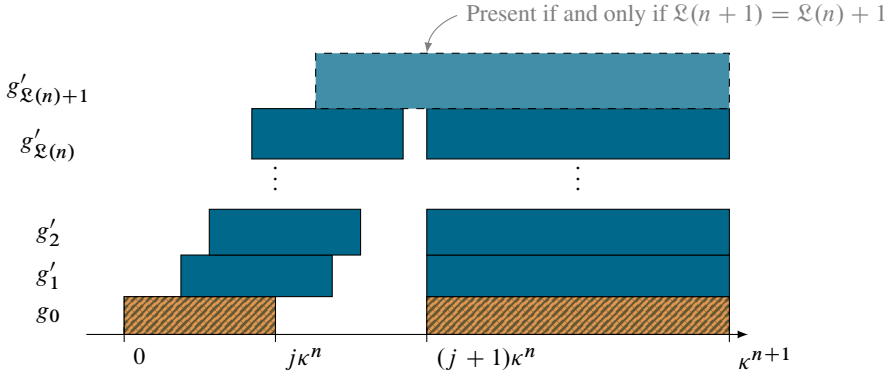 Present if and only if 𝔏(n + 1) = 𝔏(n) + 1
g′𝔏(n)+1
g′𝔏(n)
⋮ ⋮
g′2
g′1
g0
0 jκⁿ (j + 1)κⁿ κⁿ⁺¹